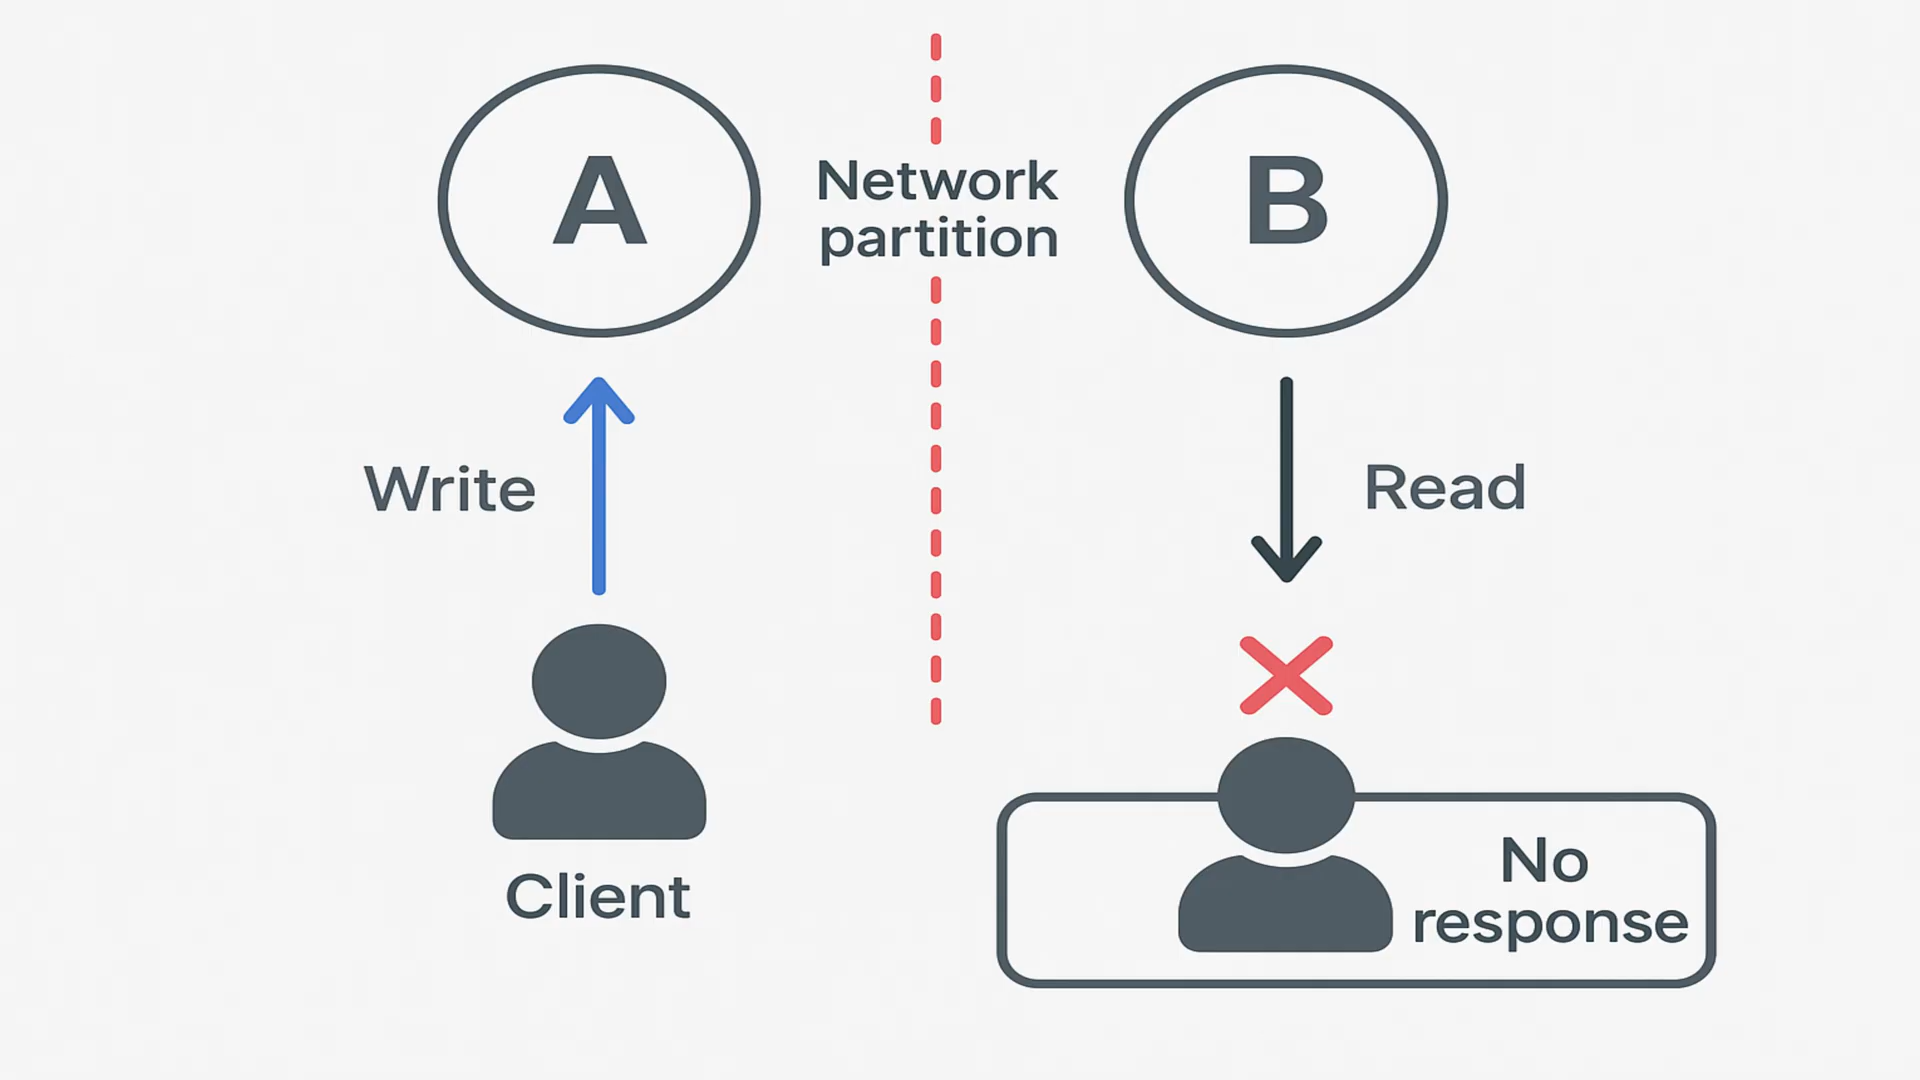 A
Network
partition
B
Write
Read
Client
No
response